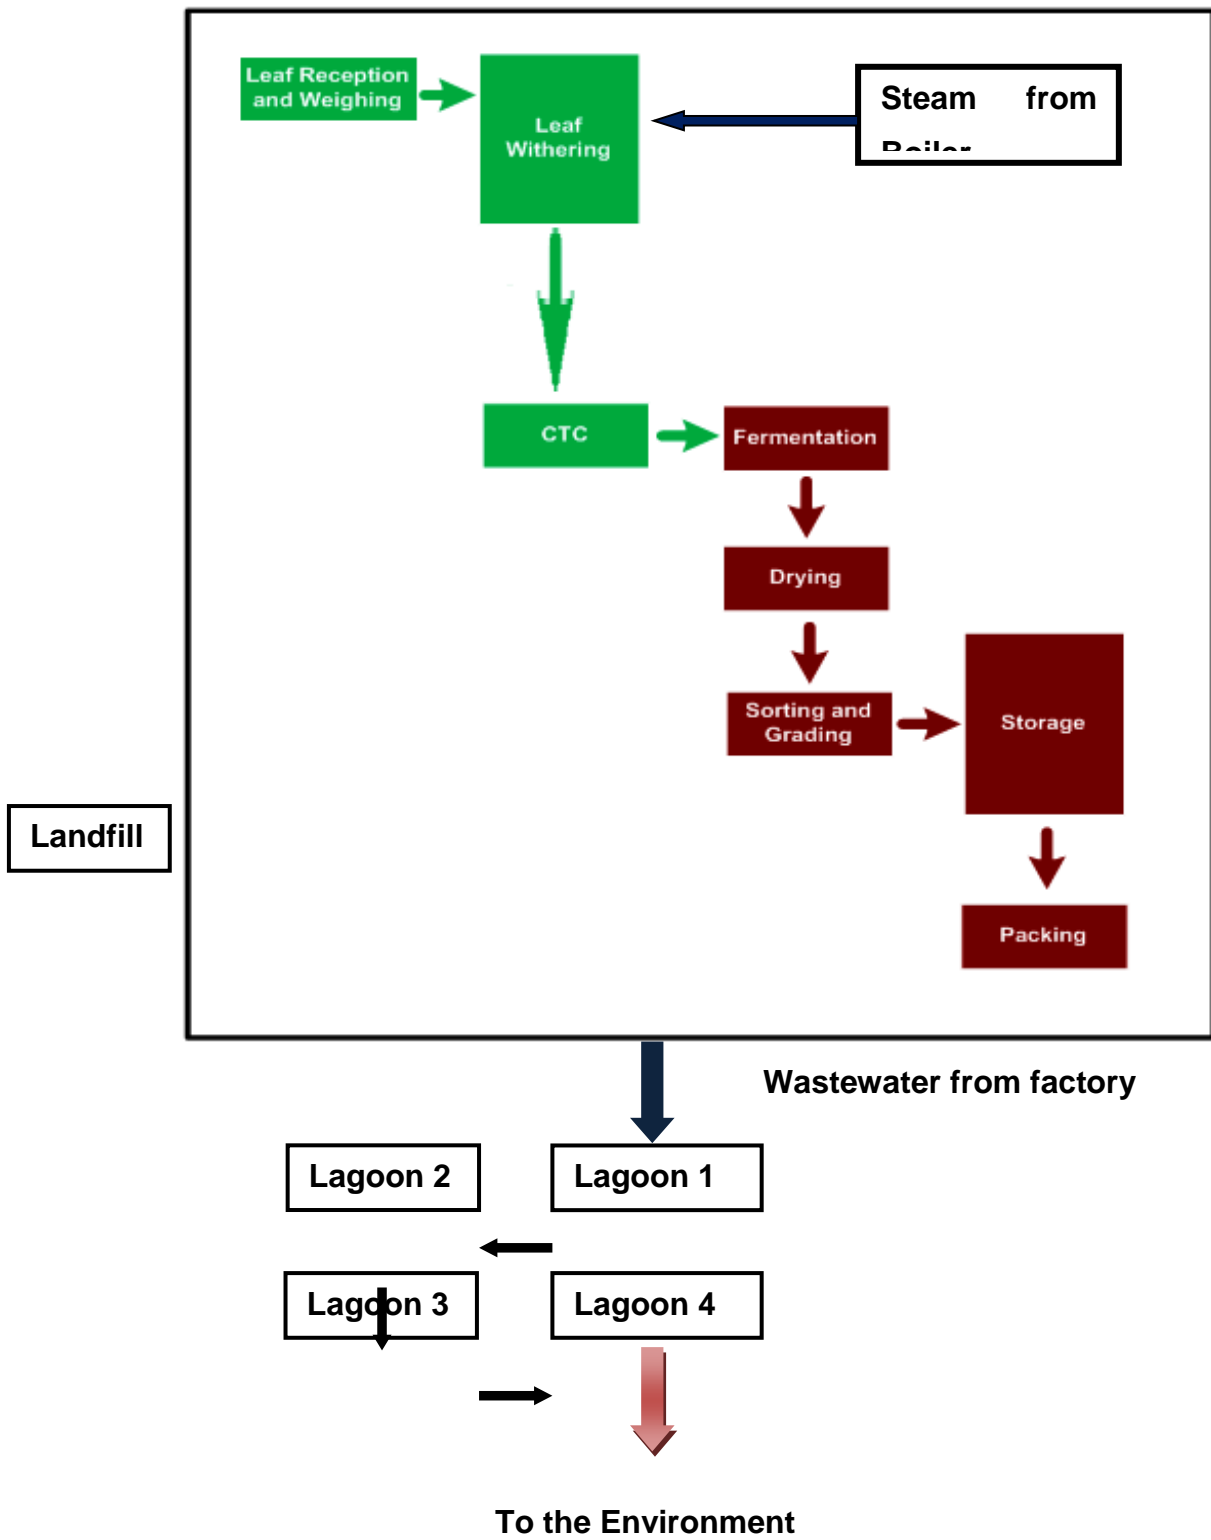 Leaf Reception
and Weighing
Leaf
Withering
Steam from
Boiler
CTC
Fermentation
Drying
Sorting and
Grading
Storage
Landfill
Packing
Wastewater from factory
Lagoon 2
Lagoon 1
Lagoon 3
Lagoon 4
To the Environment